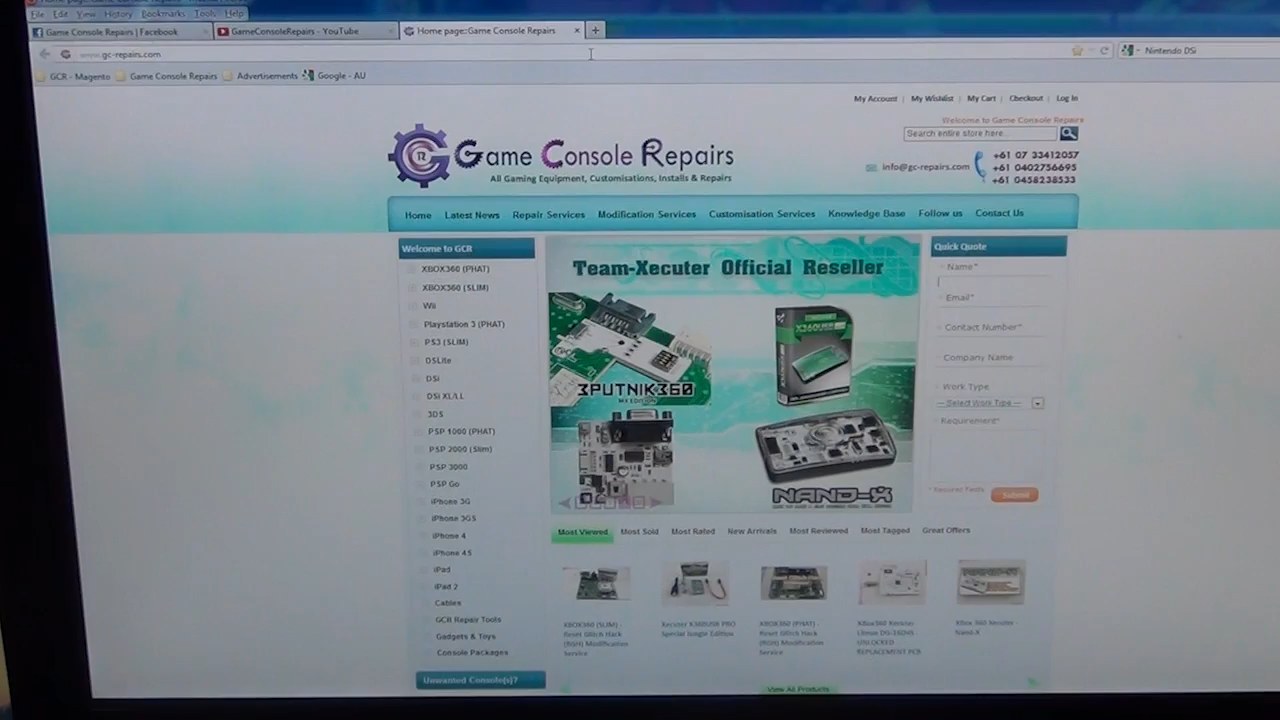 File Edit View History Bookmarks Tools Help
Game Console Repairs | Facebook
GameConsoleRepairs - YouTube
Home page::Game Console Repairs
www.gc-repairs.com
Nintendo DSi
GCR - Magento
Game Console Repairs
Advertisements
Google - AU
My Account | My Wishlist | My Cart | Checkout | Log In
Welcome to Game Console Repairs
Search entire store here...
Game Console Repairs
All Gaming Equipment, Customisations, Installs & Repairs
info@gc-repairs.com
+61 07 33412057
+61 0402756695
+61 0458238533
Home
Latest News
Repair Services
Modification Services
Customisation Services
Knowledge Base
Follow us
Contact Us
Welcome to GCR
XBOX360 (PHAT)
XBOX360 (SLIM)
Wii
Playstation 3 (PHAT)
PS3 (SLIM)
DSLite
DSi
DSi XL/LL
3DS
PSP 1000 (PHAT)
PSP 2000 (Slim)
PSP 3000
PSP Go
iPhone 3G
iPhone 3GS
iPhone 4
iPhone 4S
iPad
iPad 2
Cables
GCR Repair Tools
Gadgets & Toys
Console Packages
Unwanted Console(s)?
Team-Xecuter Official Reseller
3PUTNIK360
NAND-X
Quick Quote
Name*
Email*
Contact Number*
Company Name
Work Type
--- Select Work Type ---
Requirement*
* Required Fields
Submit
Most Viewed
Most Sold
Most Rated
New Arrivals
Most Reviewed
Most Tagged
Great Offers
XBOX360 (SLIM) -
Reset Glitch Hack
(RGH) Modification
Service
Xecuter X360USB PRO
Special Jungle Edition
XBOX360 (PHAT) -
Reset Glitch Hack
(RGH) Modification
Service
XBox 360 Xecuter
UNLOCKED
REPLACEMENT PCB
Xbox 360 Xecuter -
Nand-X
View All Products